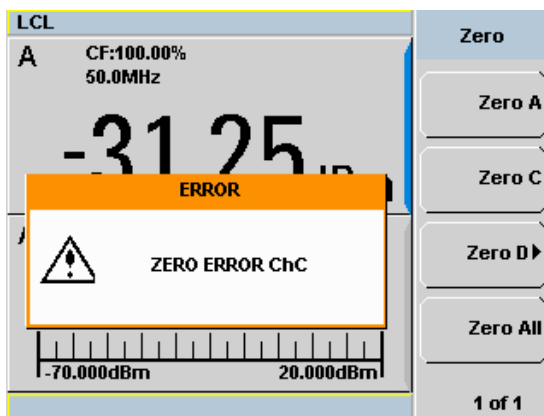 LCL
A CF:100.00%
50.0MHz
-31.25
ERROR
ZERO ERROR ChC
-70.000dBm 20.000dBm
Zero
Zero A
Zero C
Zero D
Zero All
1 of 1